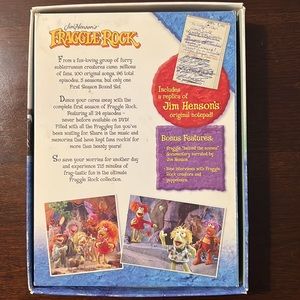 Jim Henson's
FRAGGLE ROCK
From a fun-loving group of furry
subterranean creatures came millions of
fans, 100 original songs, 96 total
episodes, 5 seasons, but only one
First Season Boxed Set!
Dance your cares away with the
complete first season of Fraggle Rock.
Featuring all 24 episodes -
never before available in DVD!
Filled with all the Fraggley fun you've
been waiting for! Share in the music and
memories that have kept fans rockin' for
more than twenty years!
So save your worries for another day
and experience 715 minutes of
frag-tastic fun in the ultimate
Fraggle Rock collection.
Includes
a replica of
Jim Henson's
original notepad!
Bonus Features:
Fraggle "behind the scenes"
documentary narrated by
Jim Henson
New interviews with Fraggle
Rock creators and
puppeteers